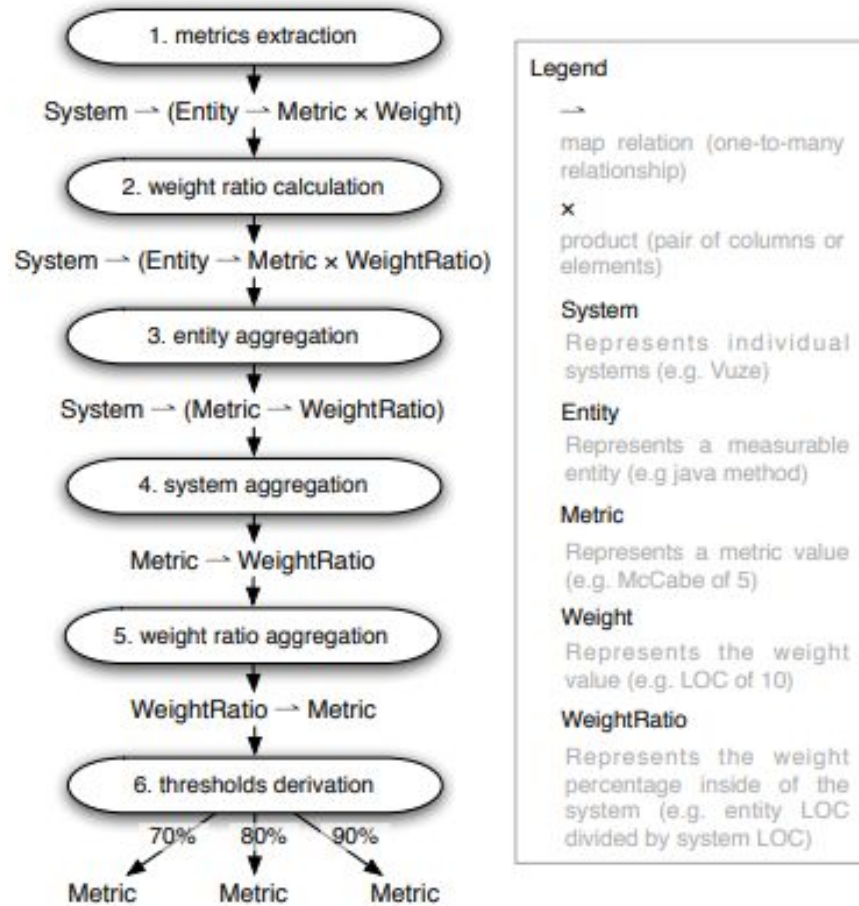 1. metrics extraction
System ⇀ (Entity ⇀ Metric × Weight)
2. weight ratio calculation
System ⇀ (Entity ⇀ Metric × WeightRatio)
3. entity aggregation
System ⇀ (Metric ⇀ WeightRatio)
4. system aggregation
Metric ⇀ WeightRatio
5. weight ratio aggregation
WeightRatio ⇀ Metric
6. thresholds derivation
70% 80% 90%
Metric Metric Metric
Legend
⇀
map relation (one-to-many
relationship)
×
product (pair of columns or
elements)
System
Represents individual
systems (e.g. Vuze)
Entity
Represents a measurable
entity (e.g java method)
Metric
Represents a metric value
(e.g. McCabe of 5)
Weight
Represents the weight
value (e.g. LOC of 10)
WeightRatio
Represents the weight
percentage inside of the
system (e.g. entity LOC
divided by system LOC)